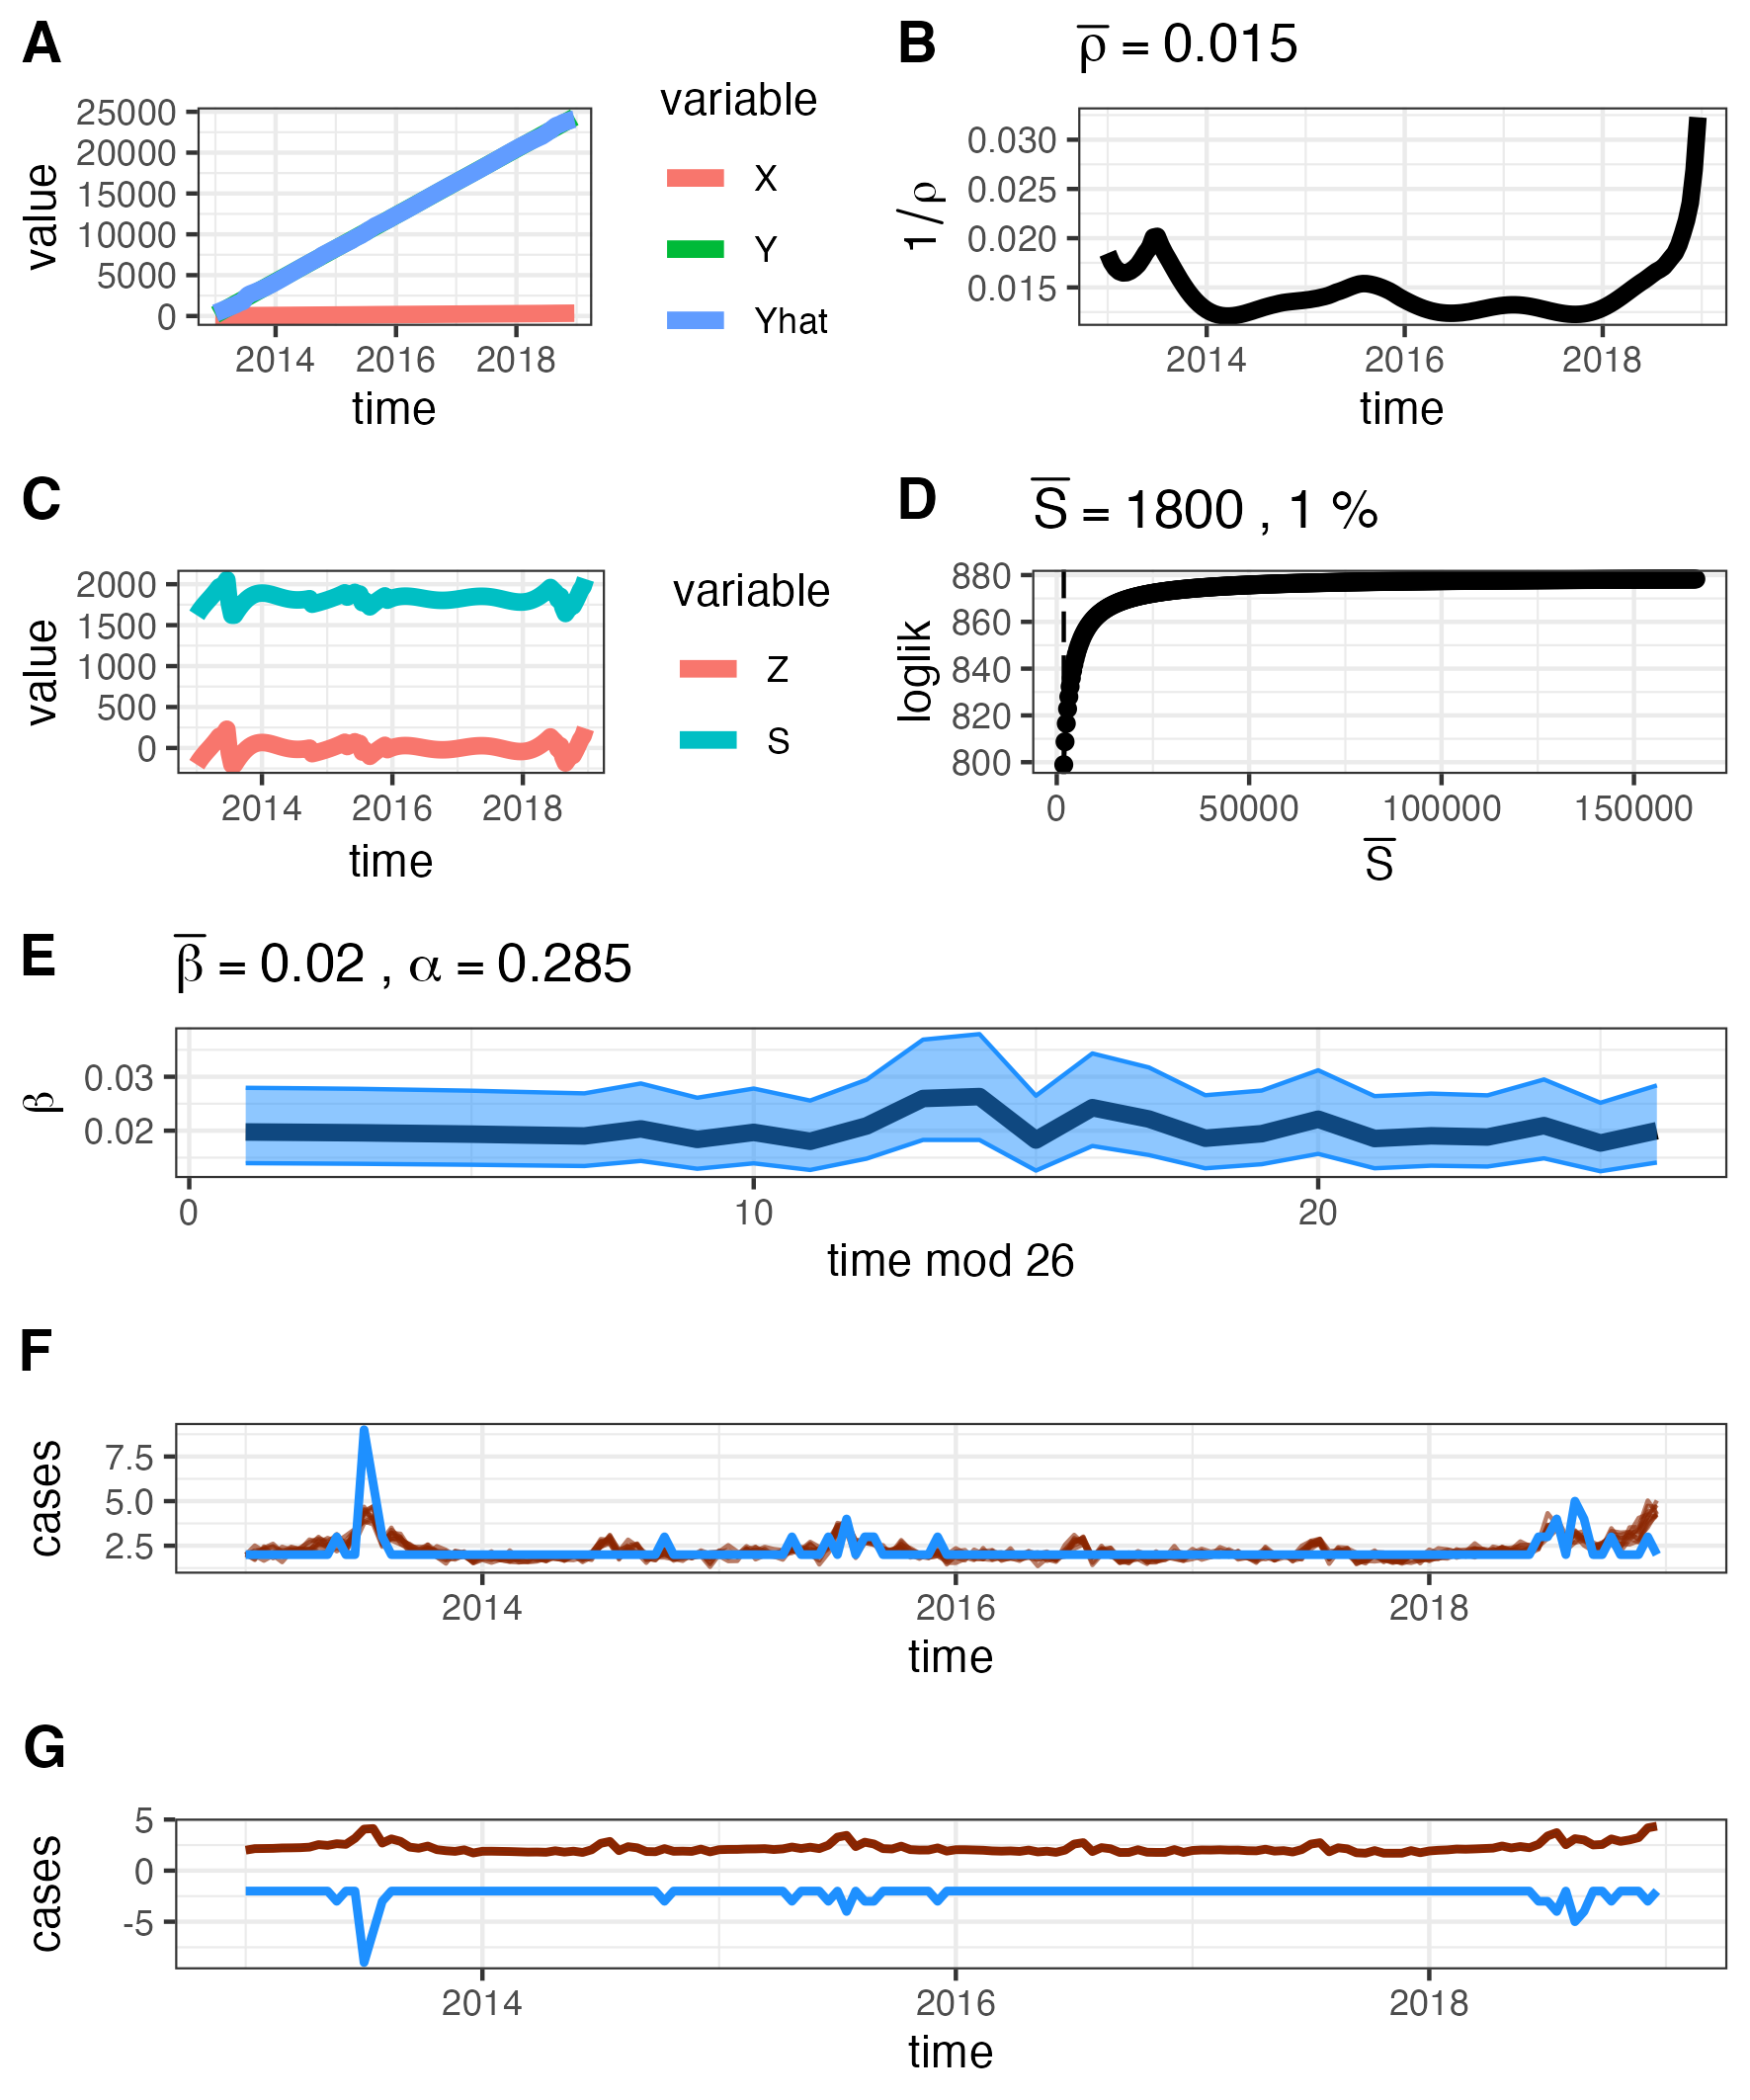 A
25000
20000
15000
10000
5000
0
value
2014 2016 2018
time
variable
X
Y
Yhat
B
ρ̅ = 0.015
0.030
0.025
0.020
0.015
1/ρ
2014 2016 2018
time
C
2000
1500
1000
500
0
value
2014 2016 2018
time
variable
Z
S
D
S̅ = 1800 , 1 %
880
860
840
820
800
loglik
0 50000 100000 150000
S̅
E
β̅ = 0.02 , α = 0.285
0.03
0.02
β
0 10 20
time mod 26
F
7.5
5.0
2.5
cases
2014 2016 2018
time
G
5
0
-5
cases
2014 2016 2018
time